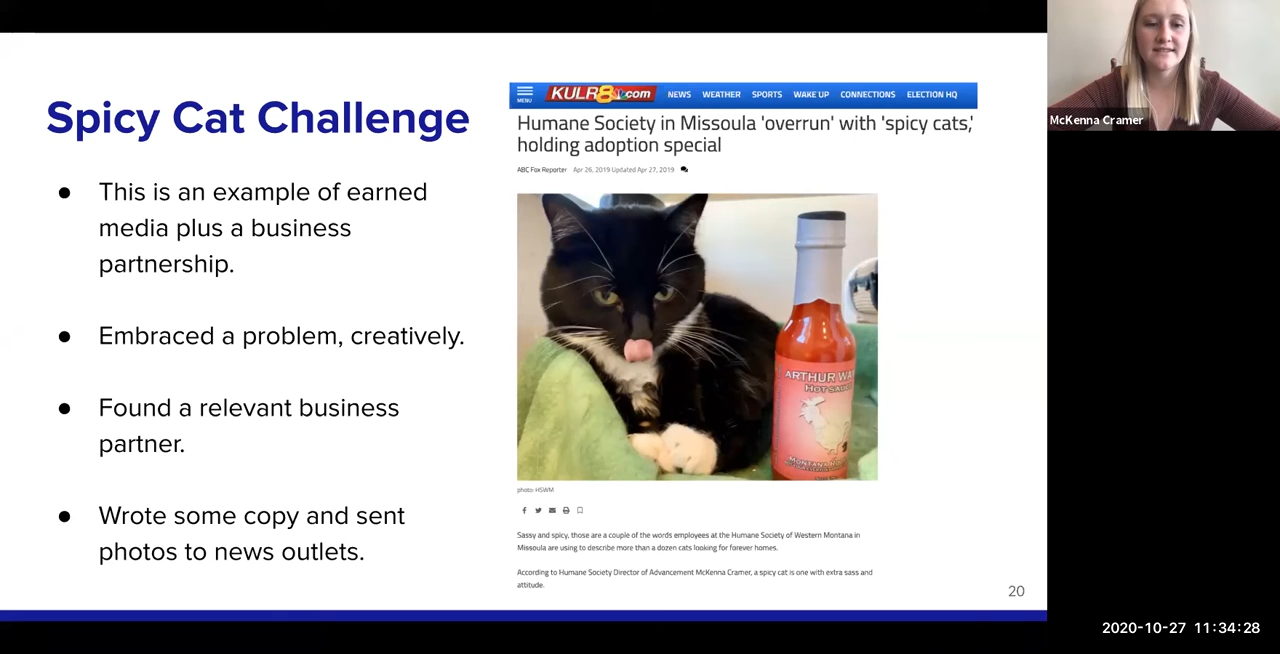 Spicy Cat Challenge
● This is an example of earned
media plus a business
partnership.
● Embraced a problem, creatively.
● Found a relevant business
partner.
● Wrote some copy and sent
photos to news outlets.
MENU KULR8.com NEWS WEATHER SPORTS WAKE UP CONNECTIONS ELECTION HQ
Humane Society in Missoula 'overrun' with 'spicy cats,'
holding adoption special
ABC Fox Reporter Apr 26, 2019 Updated Apr 27, 2019
ARTHUR
HOT SAUCE
MONTANA
photo: HSWM
Sassy and spicy, those are a couple of the words employees at the Humane Society of Western Montana in
Missoula are using to describe more than a dozen cats looking for forever homes.
According to Humane Society Director of Advancement McKenna Cramer, a spicy cat is one with extra sass and
attitude.
20
McKenna Cramer
2020-10-27 11:34:28